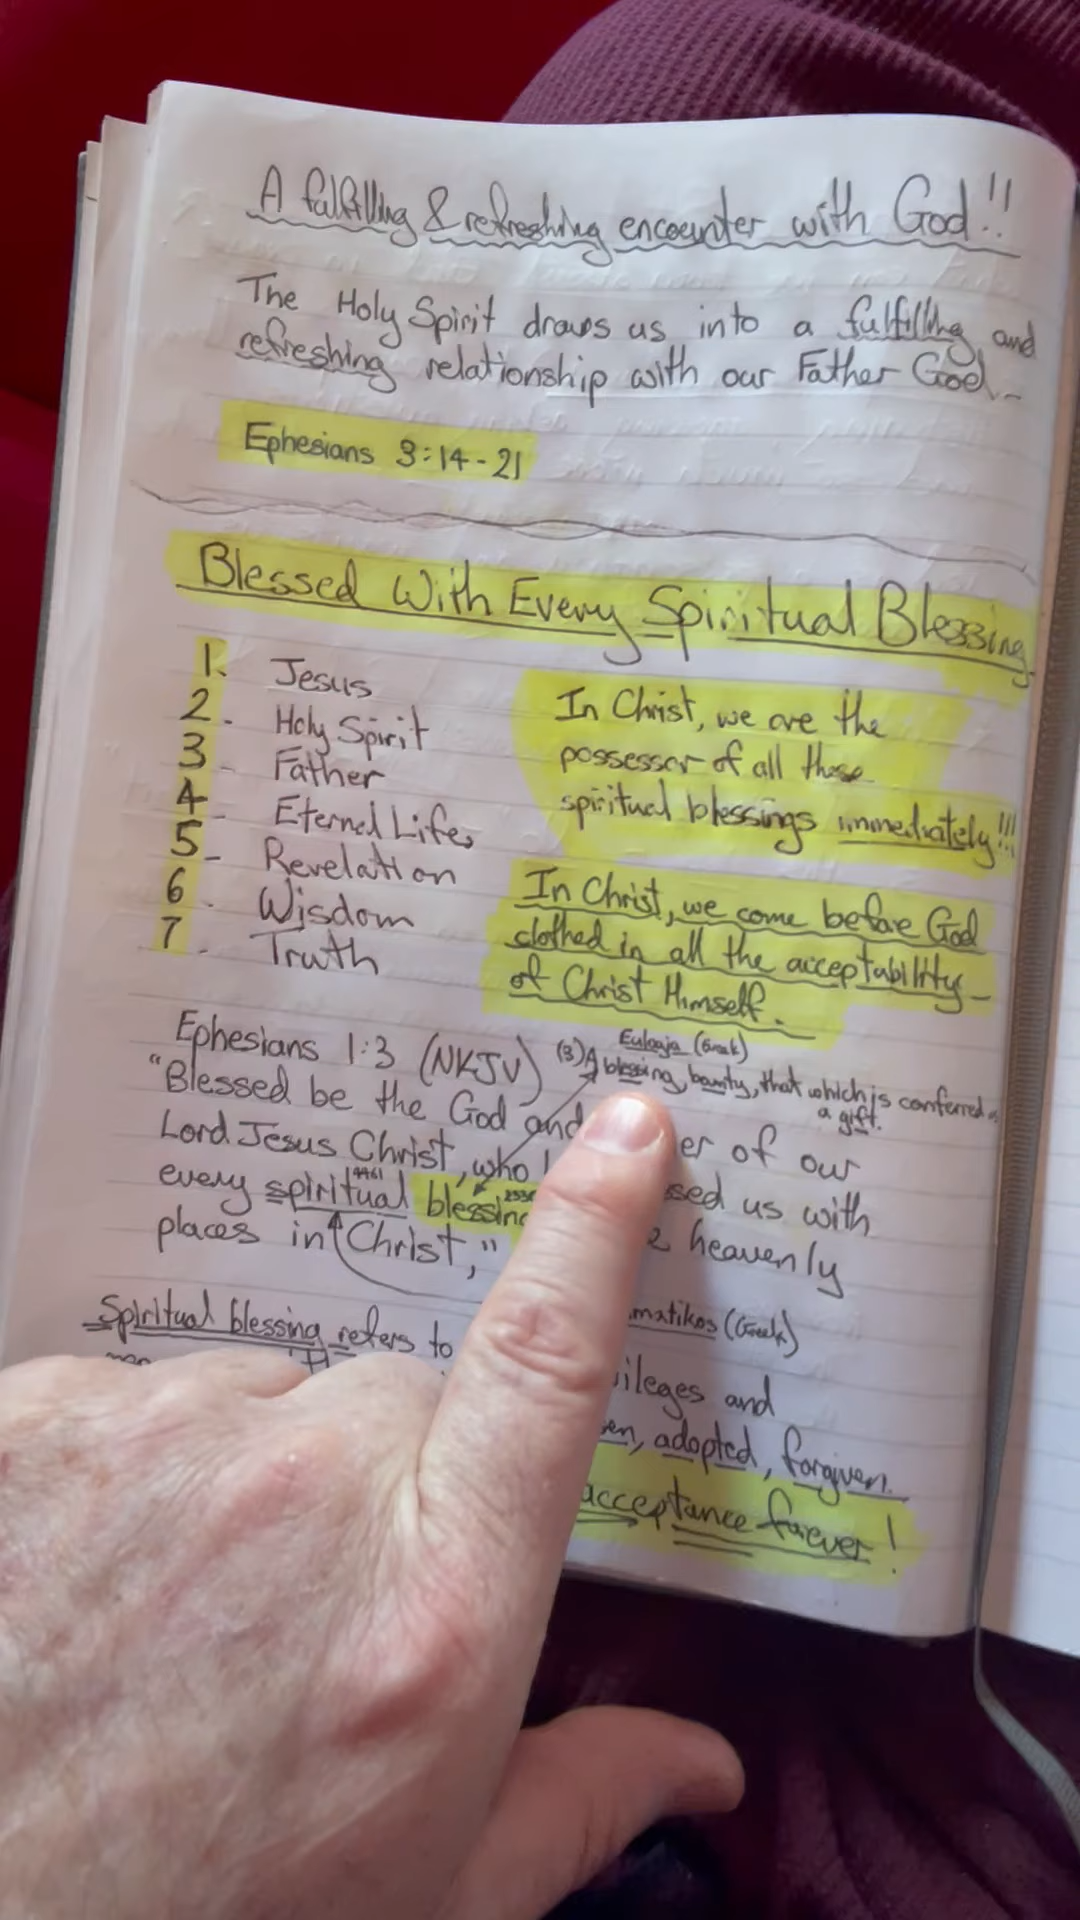 A fulfilling & refreshing encounter with God!!
The Holy Spirit draws us into a fulfilling and
refreshing relationship with our Father God.
Ephesians 3:14-21
Blessed With Every Spiritual Blessing
1. Jesus
2. Holy Spirit
3. Father
4. Eternal Life
5. Revelation
6. Wisdom
7. Truth
In Christ, we are the
possessor of all these
spiritual blessings immediately!!!
In Christ, we come before God
clothed in all the acceptability
of Christ Himself.
Eulogia (Greek)
(3) A blessing, bounty, that which is conferred as
a gift.
Ephesians 1:3 (NKJV)
"Blessed be the God and er of our
Lord Jesus Christ, who sed us with
every spiritual blessing heavenly
places in Christ,"
matikos (Greek)
Spiritual blessing refers to
ileges and
en, adopted, forgiven.
acceptance forever!